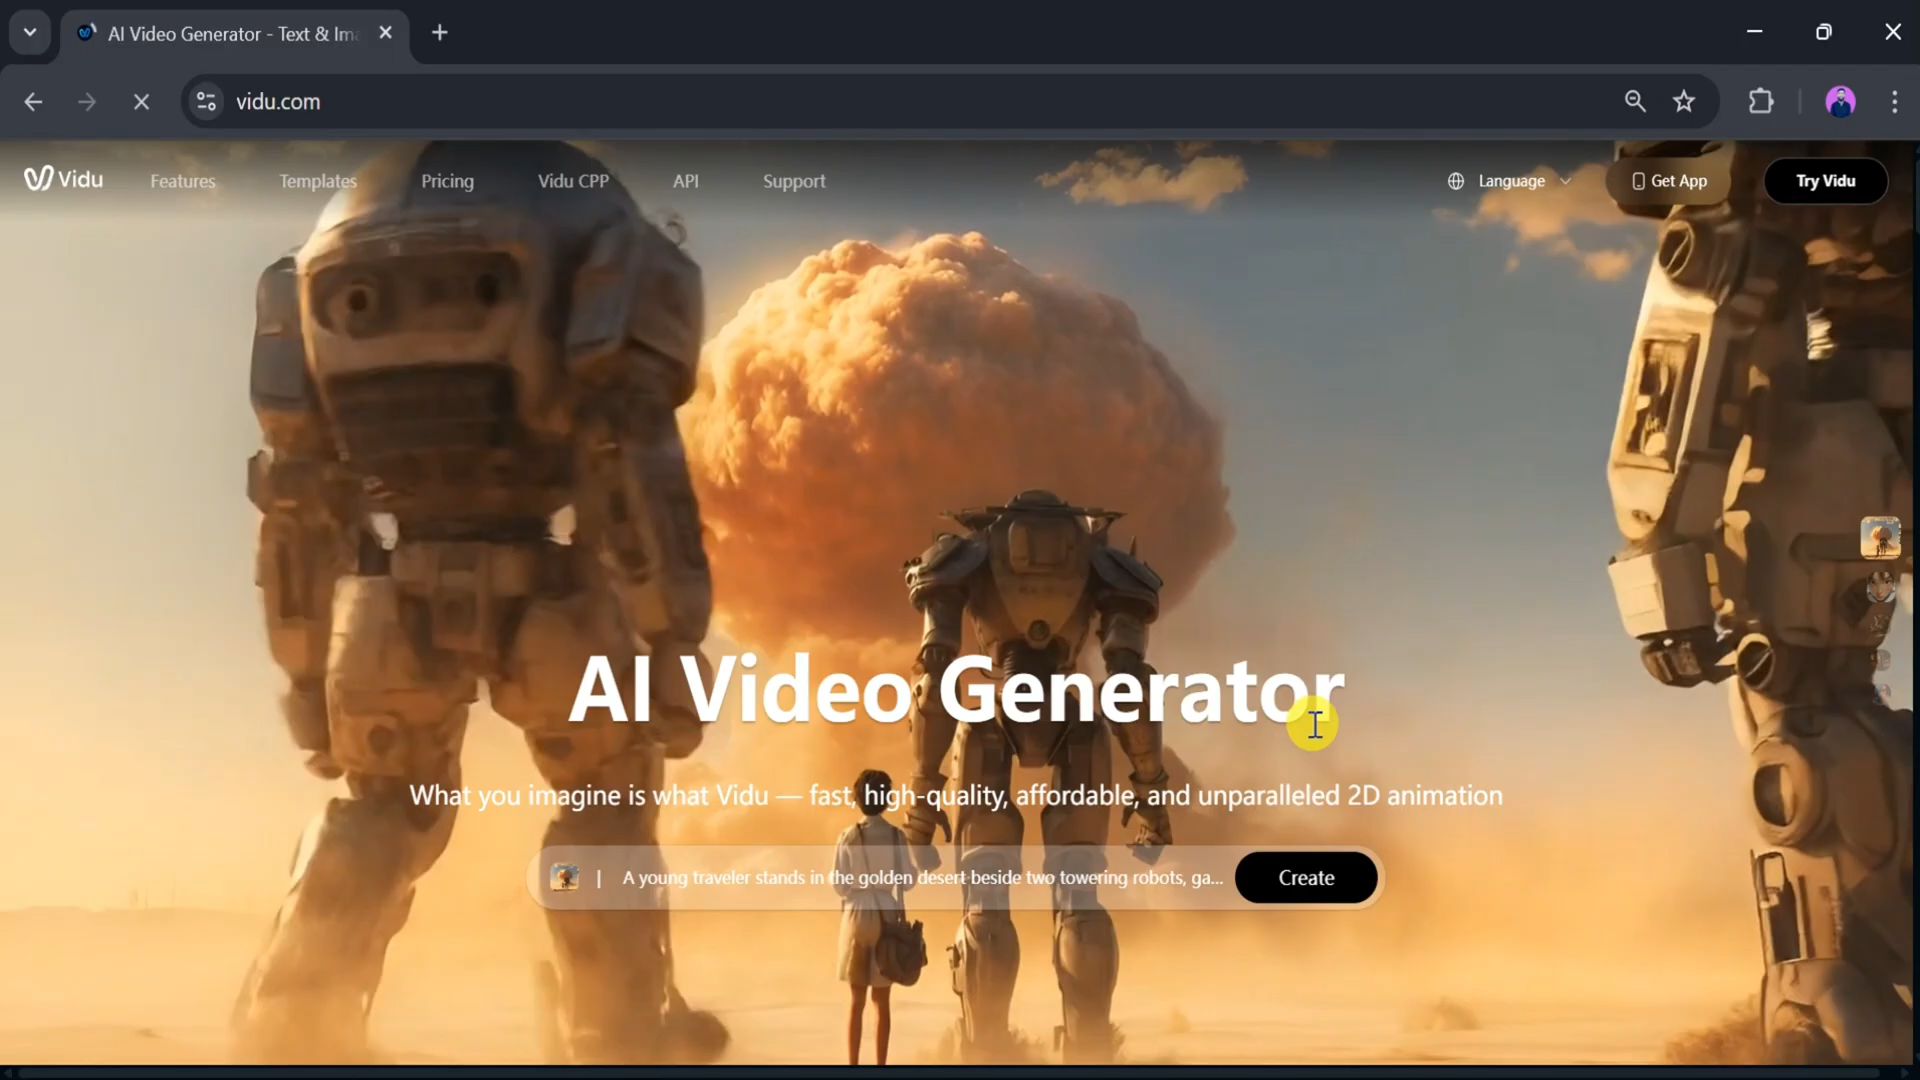 AI Video Generator - Text & Ima
vidu.com
Vidu
Features
Templates
Pricing
Vidu CPP
API
Support
Language
Get App
Try Vidu
AI Video Generator
What you imagine is what Vidu — fast, high-quality, affordable, and unparalleled 2D animation
| A young traveler stands in the golden desert beside two towering robots, ga...
Create